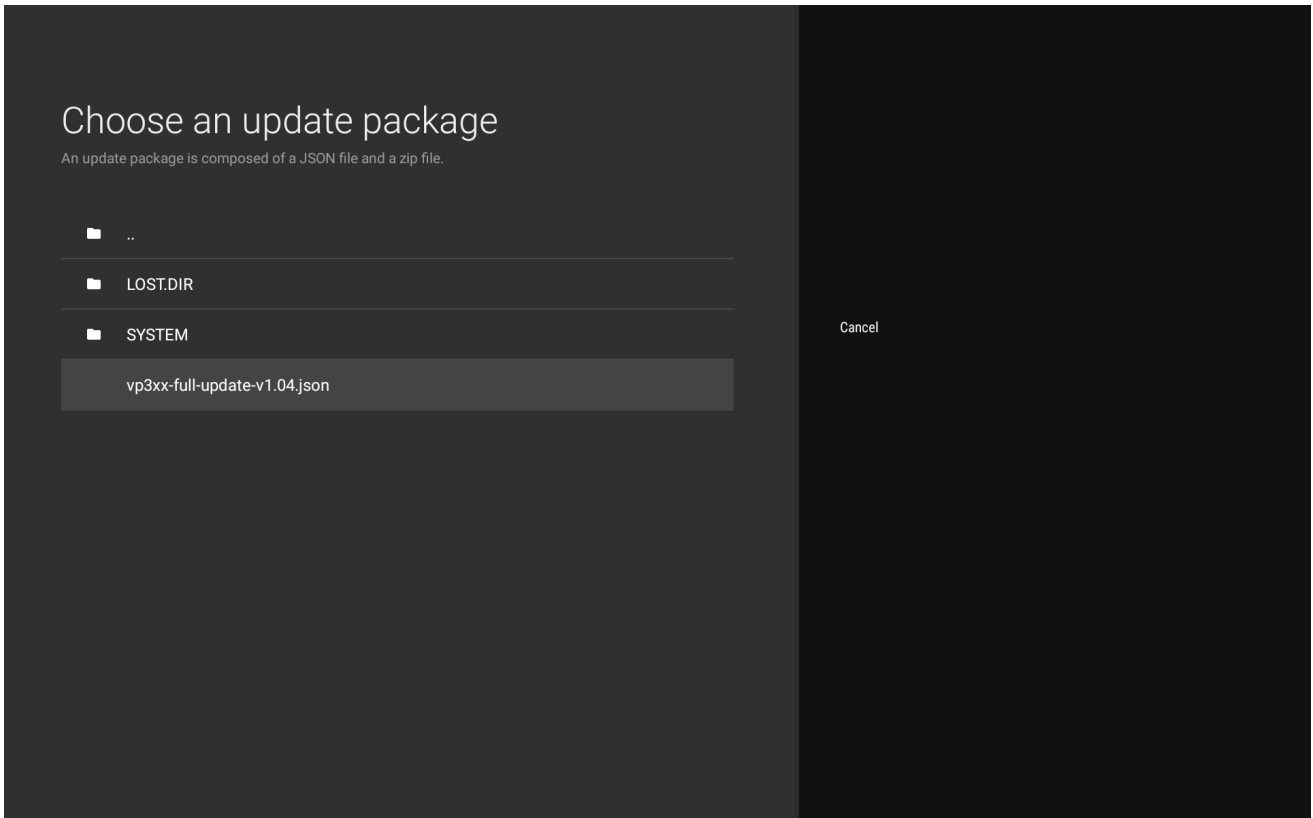 Choose an update package
An update package is composed of a JSON file and a zip file.
..
LOST.DIR
SYSTEM
vp3xx-full-update-v1.04.json
Cancel